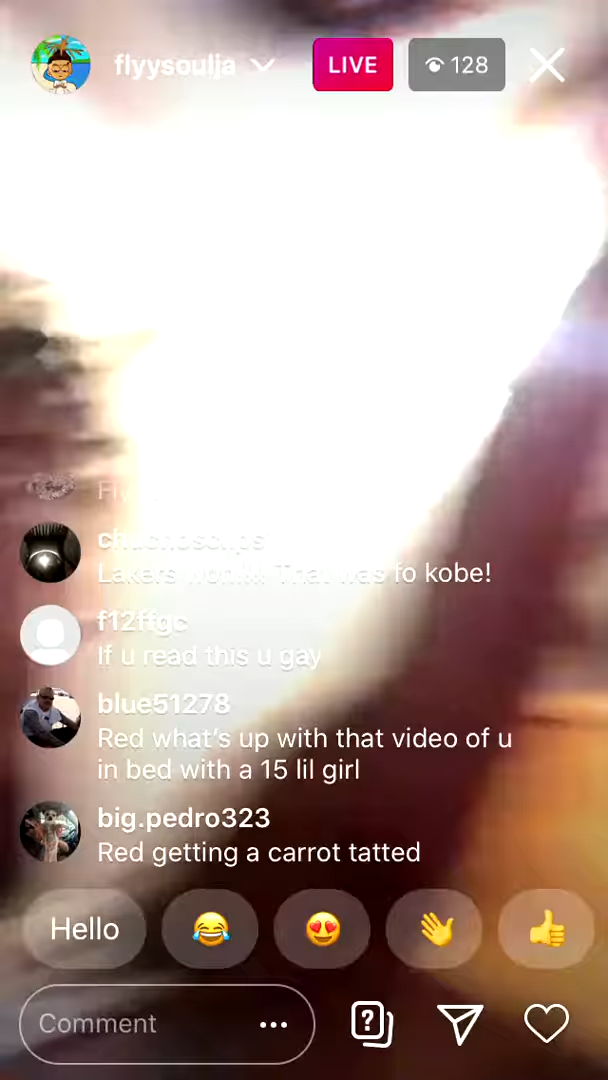 flyysoulja
LIVE
128
Lakers That was fo kobe!
f12ffgc
If u read this u gay
blue51278
Red what's up with that video of u
in bed with a 15 lil girl
big.pedro323
Red getting a carrot tatted
Hello
Comment